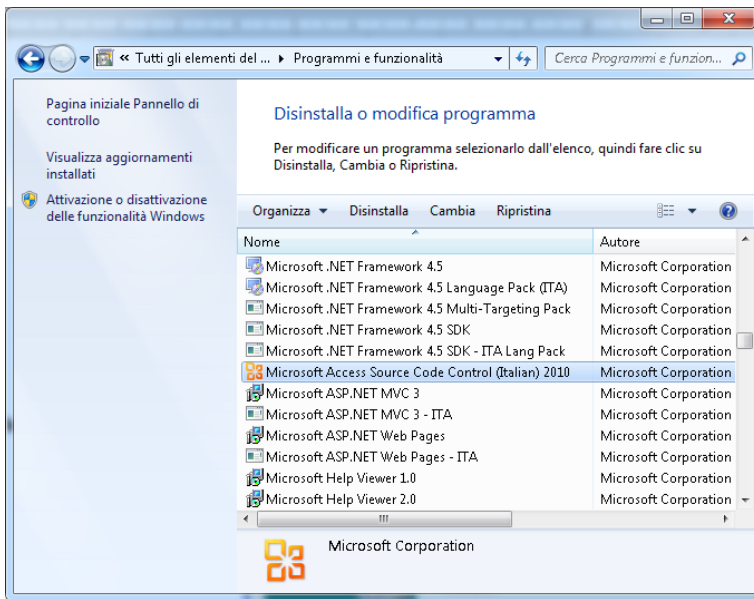 « Tutti gli elementi del ... ▸ Programmi e funzionalità
Cerca Programmi e funzion...
Pagina iniziale Pannello di
controllo
Visualizza aggiornamenti
installati
Attivazione o disattivazione
delle funzionalità Windows
Disinstalla o modifica programma
Per modificare un programma selezionarlo dall'elenco, quindi fare clic su
Disinstalla, Cambia o Ripristina.
Organizza Disinstalla Cambia Ripristina
Nome Autore
Microsoft .NET Framework 4.5 Microsoft Corporation
Microsoft .NET Framework 4.5 Language Pack (ITA) Microsoft Corporation
Microsoft .NET Framework 4.5 Multi-Targeting Pack Microsoft Corporation
Microsoft .NET Framework 4.5 SDK Microsoft Corporation
Microsoft .NET Framework 4.5 SDK - ITA Lang Pack Microsoft Corporation
Microsoft Access Source Code Control (Italian) 2010 Microsoft Corporation
Microsoft ASP.NET MVC 3 Microsoft Corporation
Microsoft ASP.NET MVC 3 - ITA Microsoft Corporation
Microsoft ASP.NET Web Pages Microsoft Corporation
Microsoft ASP.NET Web Pages - ITA Microsoft Corporation
Microsoft Help Viewer 1.0 Microsoft Corporation
Microsoft Help Viewer 2.0 Microsoft Corporation
Microsoft Corporation